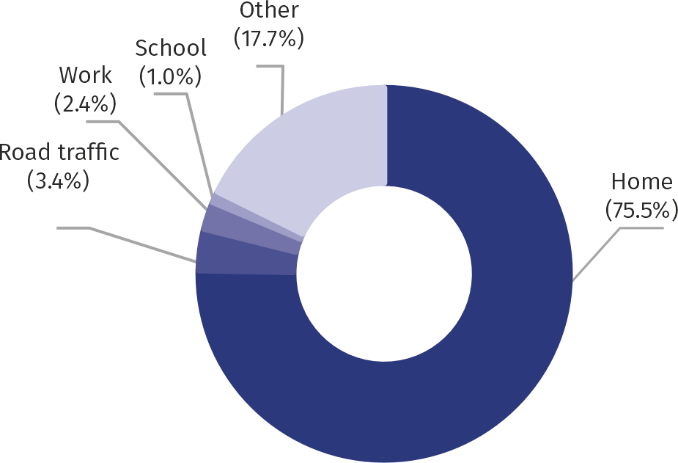 Other
(17.7%)
School
(1.0%)
Work
(2.4%)
Road traffic
(3.4%)
Home
(75.5%)